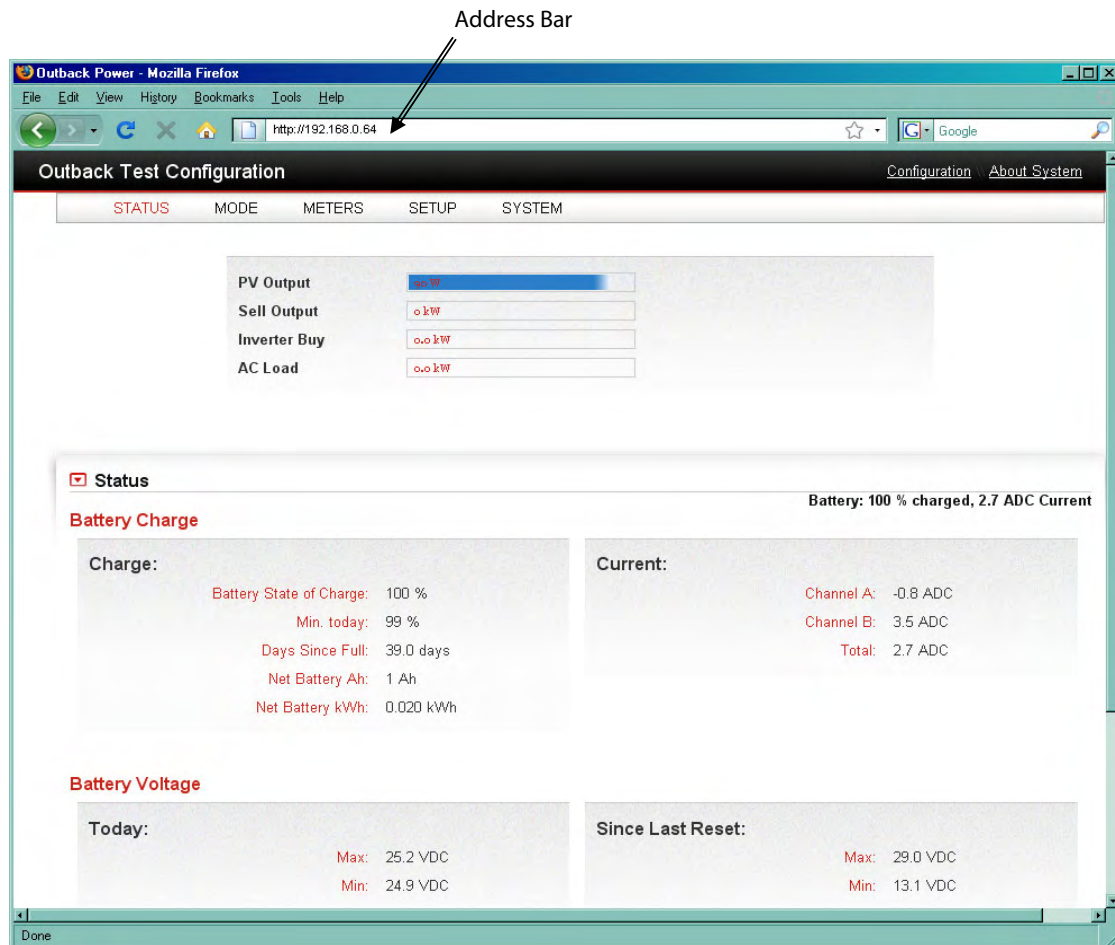 Address Bar
Outback Power - Mozilla Firefox
File Edit View History Bookmarks Tools Help
http://192.168.0.64
Google
Outback Test Configuration
Configuration \\ About System
STATUS MODE METERS SETUP SYSTEM
PV Output W
Sell Output 0 kW
Inverter Buy 0.0 kW
AC Load 0.0 kW
Status
Battery: 100 % charged, 2.7 ADC Current
Battery Charge
Charge:
Battery State of Charge: 100 %
Min. today: 99 %
Days Since Full: 39.0 days
Net Battery Ah: 1 Ah
Net Battery kWh: 0.020 kWh
Current:
Channel A: -0.8 ADC
Channel B: 3.5 ADC
Total: 2.7 ADC
Battery Voltage
Today:
Max: 25.2 VDC
Min: 24.9 VDC
Since Last Reset:
Max: 29.0 VDC
Min: 13.1 VDC
Done